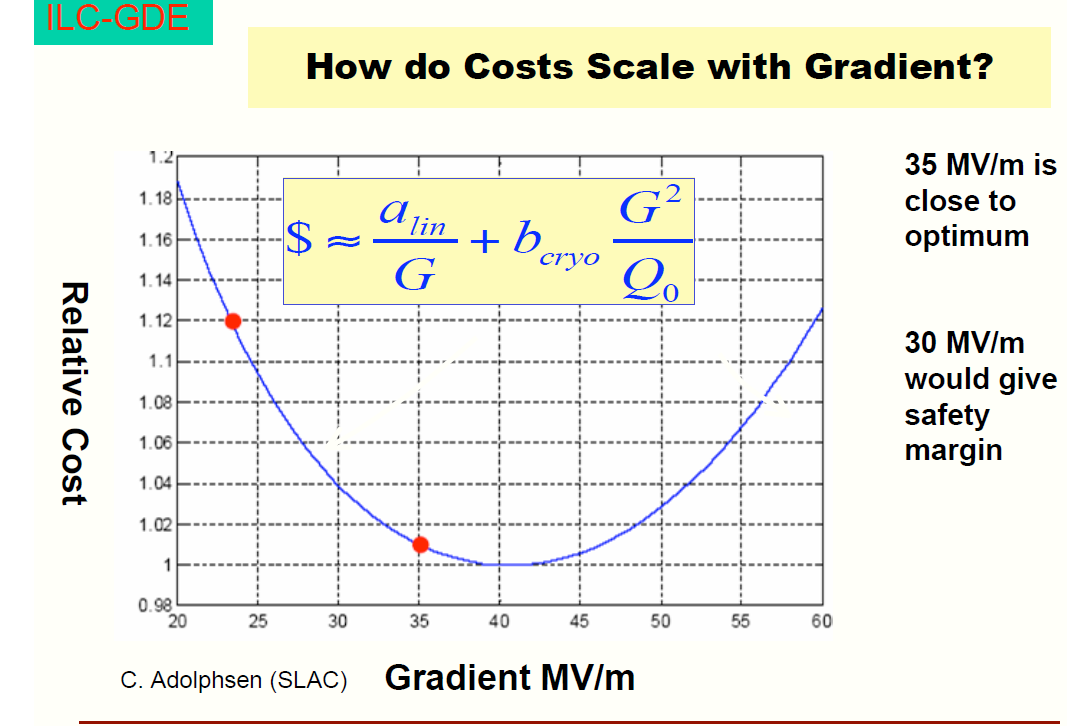 ILC-GDE
How do Costs Scale with Gradient?
$ ≈ a_lin / G + b_cryo G² / Q₀
Relative Cost
1.2
1.18
1.16
1.14
1.12
1.1
1.08
1.06
1.04
1.02
1
0.98
20 25 30 35 40 45 50 55 60
Gradient MV/m
C. Adolphsen (SLAC)
35 MV/m is
close to
optimum
30 MV/m
would give
safety
margin